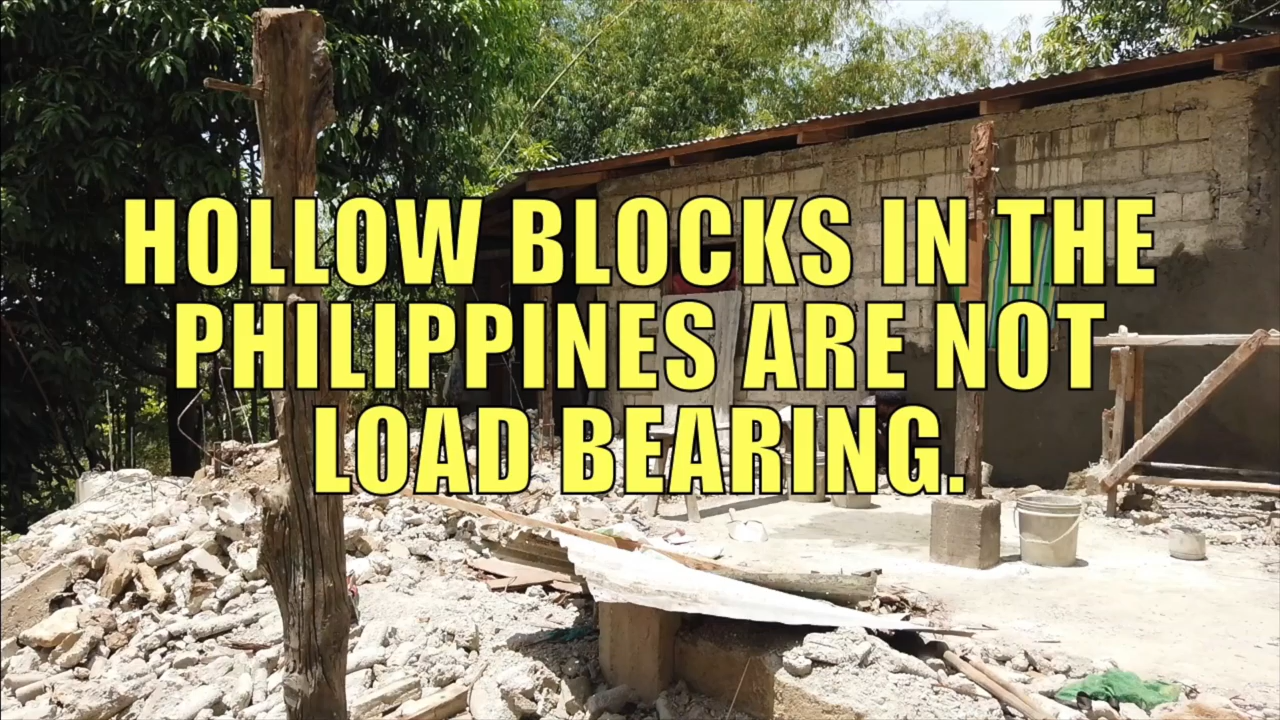 HOLLOW BLOCKS IN THE
PHILIPPINES ARE NOT
LOAD BEARING.